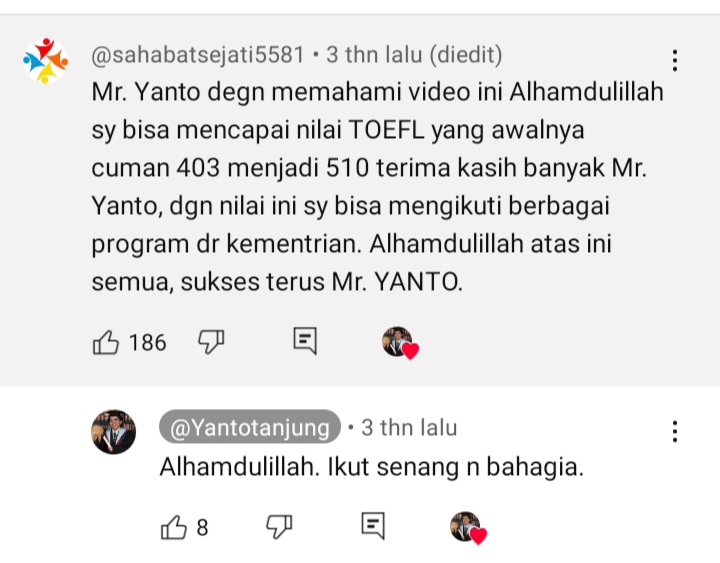 @sahabatsejati5581 • 3 thn lalu (diedit)
Mr. Yanto degn memahami video ini Alhamdulillah
sy bisa mencapai nilai TOEFL yang awalnya
cuman 403 menjadi 510 terima kasih banyak Mr.
Yanto, dgn nilai ini sy bisa mengikuti berbagai
program dr kementrian. Alhamdulillah atas ini
semua, sukses terus Mr. YANTO.
186
@Yantotanjung • 3 thn lalu
Alhamdulillah. Ikut senang n bahagia.
8